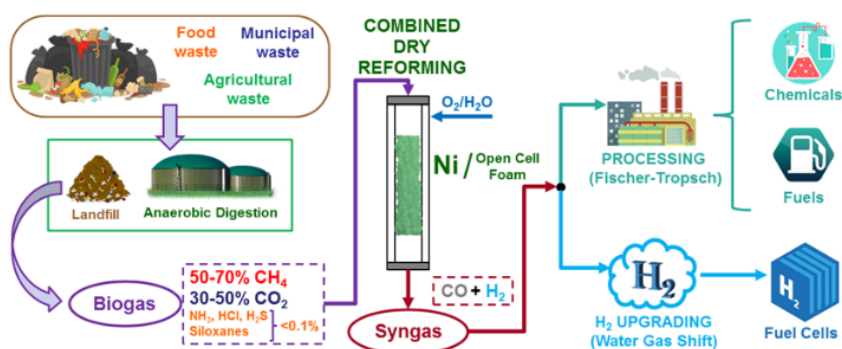 Food
waste
Municipal
waste
Agricultural
waste
Landfill
Anaerobic Digestion
Biogas
50-70% CH₄
30-50% CO₂
NH₃, HCl, H₂S
Siloxanes
<0.1%
COMBINED
DRY
REFORMING
O₂/H₂O
Ni / Open Cell
Foam
CO + H₂
Syngas
PROCESSING
(Fischer-Tropsch)
Chemicals
Fuels
H₂
H₂ UPGRADING
(Water Gas Shift)
H₂
Fuel Cells